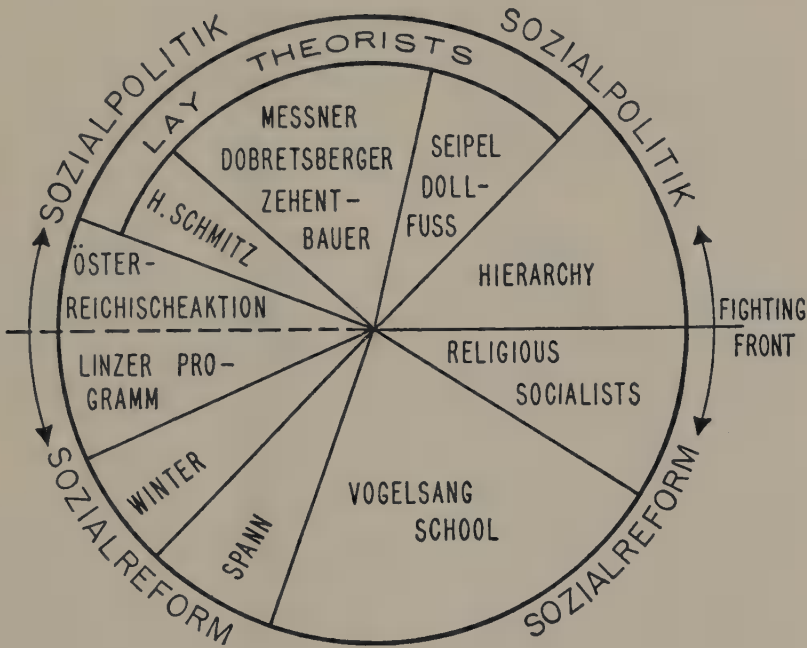 SOZIALPOLITIK
SOZIALPOLITIK
LAY THEORISTS
MESSNER
DOBRETSBERGER
ZEHENT-
BAUER
SEIPEL
DOLL-
FUSS
H. SCHMITZ
ÖSTER-
REICHISCHEAKTION
HIERARCHY
FIGHTING
FRONT
LINZER PRO-
GRAMM
RELIGIOUS
SOCIALISTS
WINTER
SPANN
VOGELSANG
SCHOOL
SOZIALREFORM
SOZIALREFORM